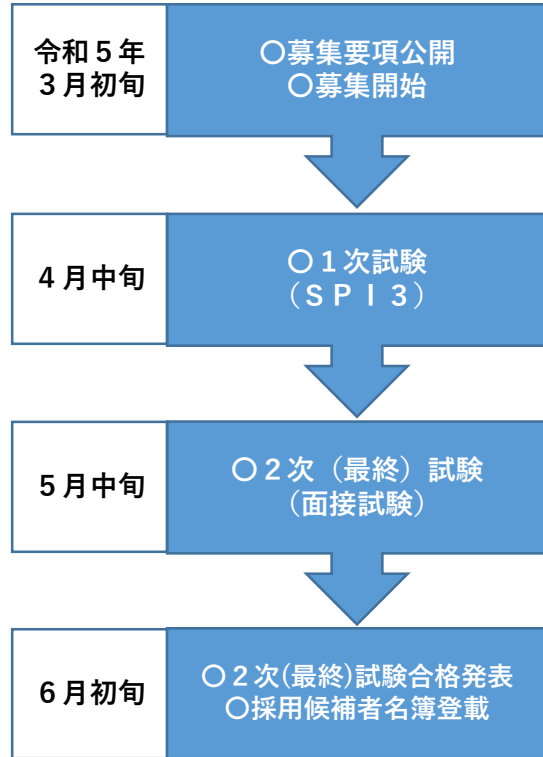 令和５年
３月初旬
〇募集要項公開
〇募集開始
４月中旬
〇１次試験
（ＳＰＩ３）
５月中旬
〇２次（最終）試験
（面接試験）
６月初旬
〇２次(最終)試験合格発表
〇採用候補者名簿登載